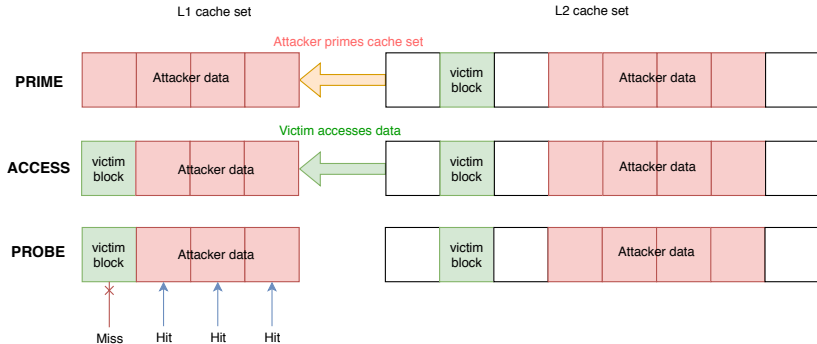 L1 cache set
L2 cache set
Attacker primes cache set
PRIME
Attacker data
victim
block
Attacker data
Victim accesses data
ACCESS
victim
block
Attacker data
victim
block
Attacker data
PROBE
victim
block
Attacker data
victim
block
Attacker data
Miss
Hit
Hit
Hit